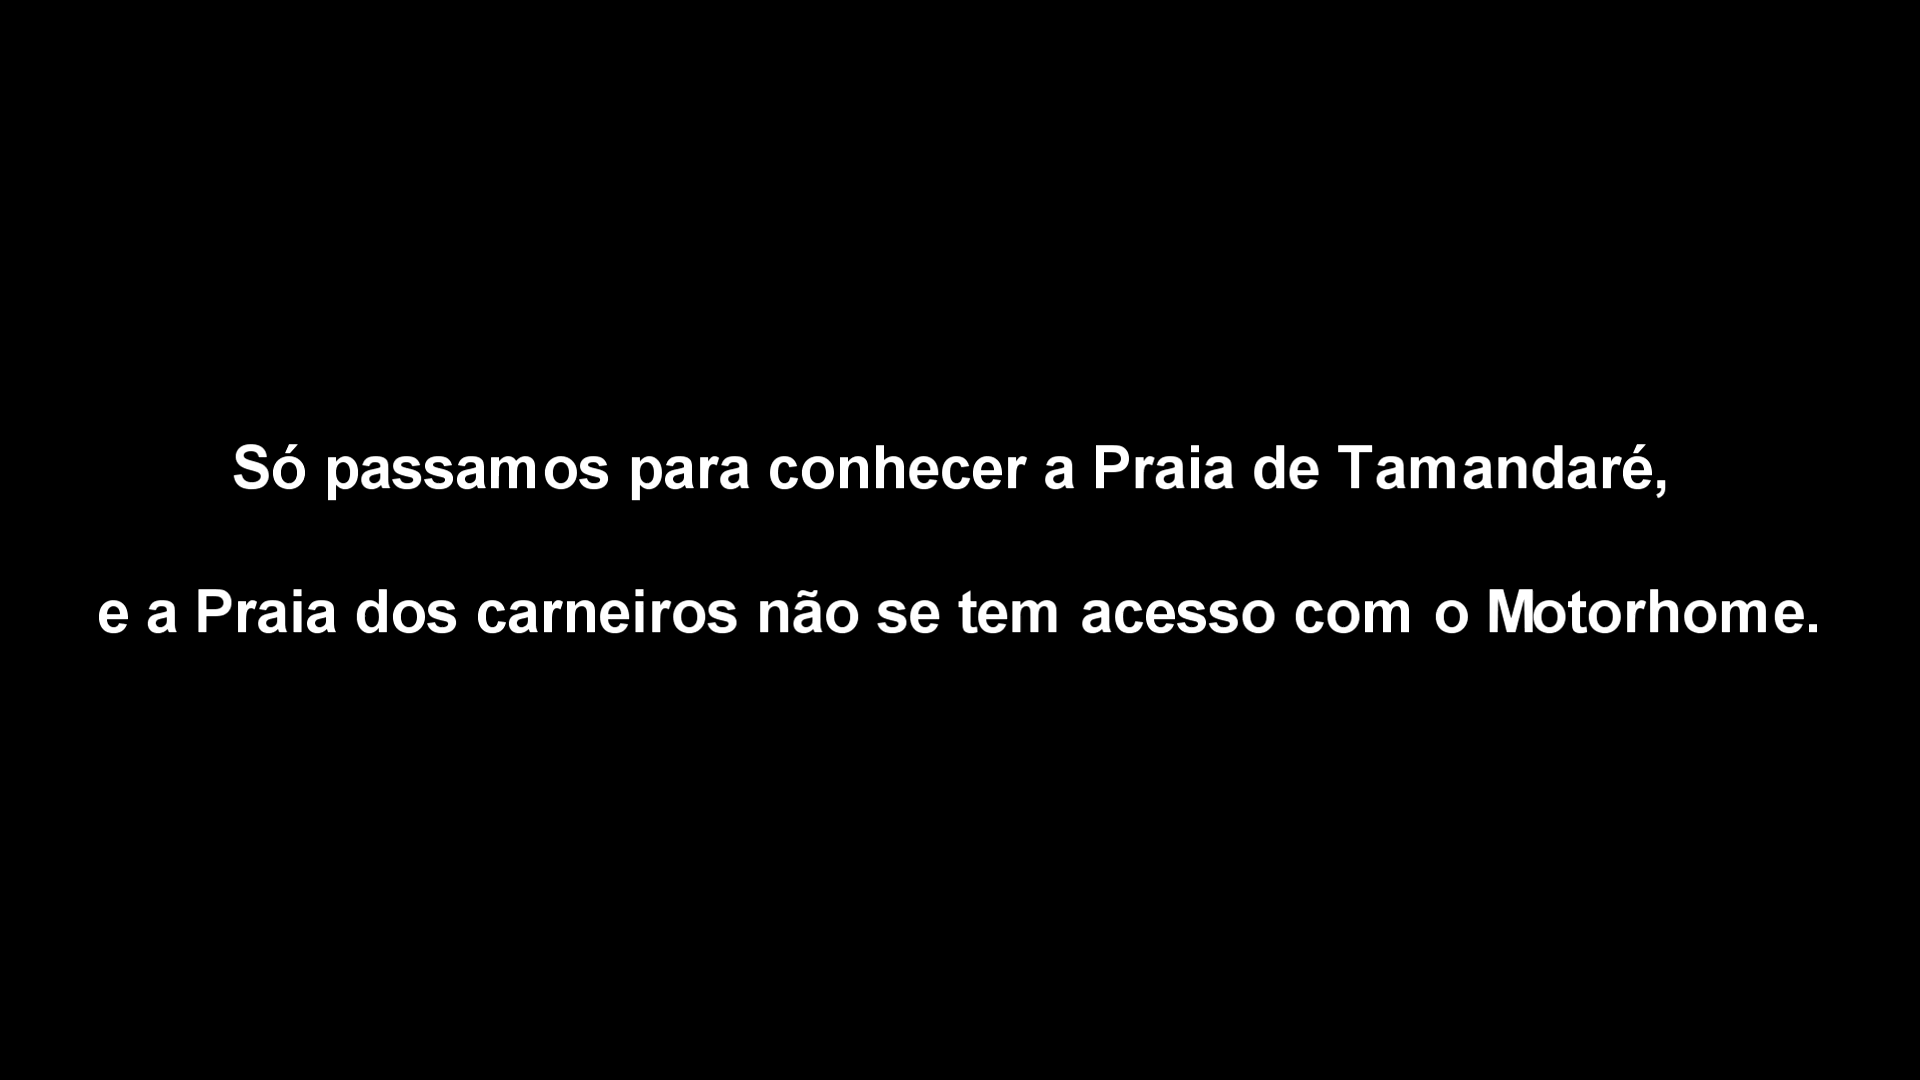 Só passamos para conhecer a Praia de Tamandaré,
e a Praia dos carneiros não se tem acesso com o Motorhome.